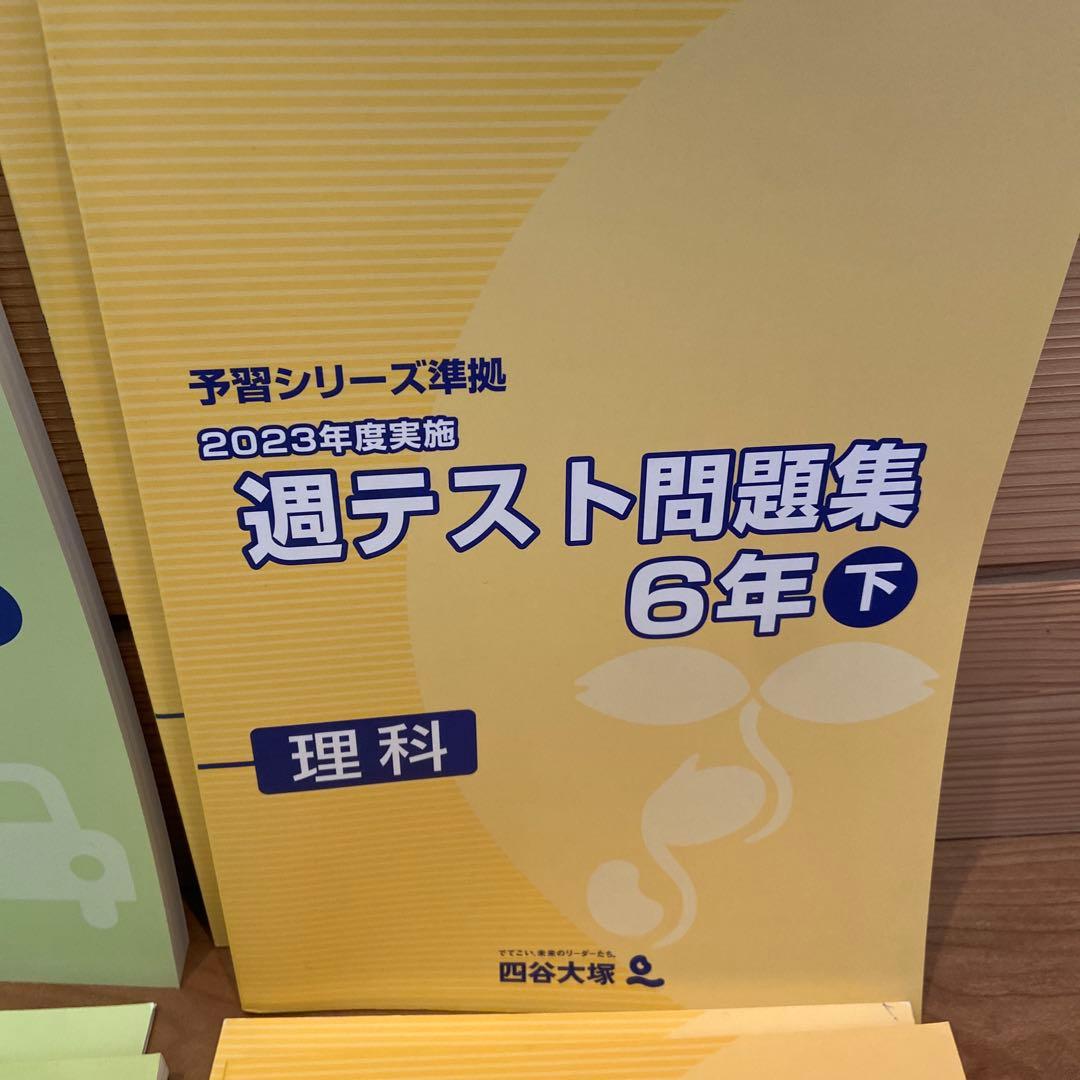 予習シリーズ準拠
2023年度実施
週テスト問題集
6年 下
理科
でてこい、未来のリーダーたち。
四谷大塚